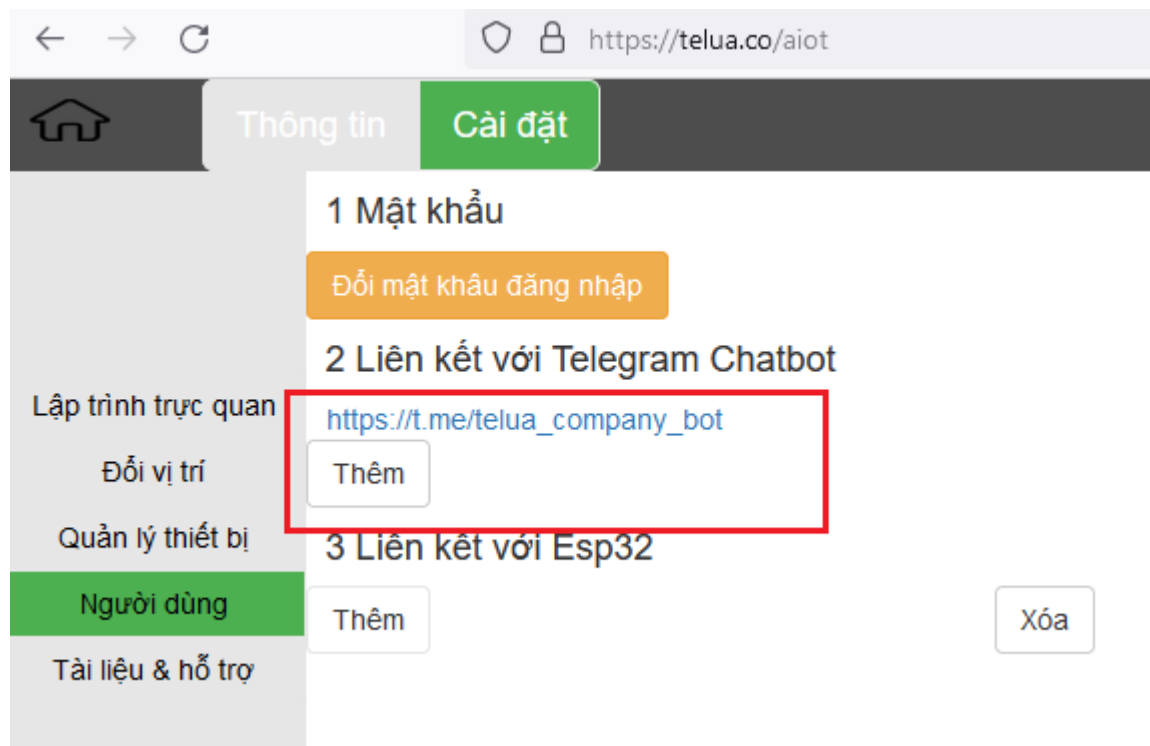 https://telua.co/aiot
Thông tin
Cài đặt
1 Mật khẩu
Đổi mật khâu đăng nhập
2 Liên kết với Telegram Chatbot
https://t.me/telua_company_bot
Thêm
3 Liên kết với Esp32
Thêm
Xóa
Lập trình trực quan
Đổi vị trí
Quản lý thiết bị
Người dùng
Tài liệu & hỗ trợ